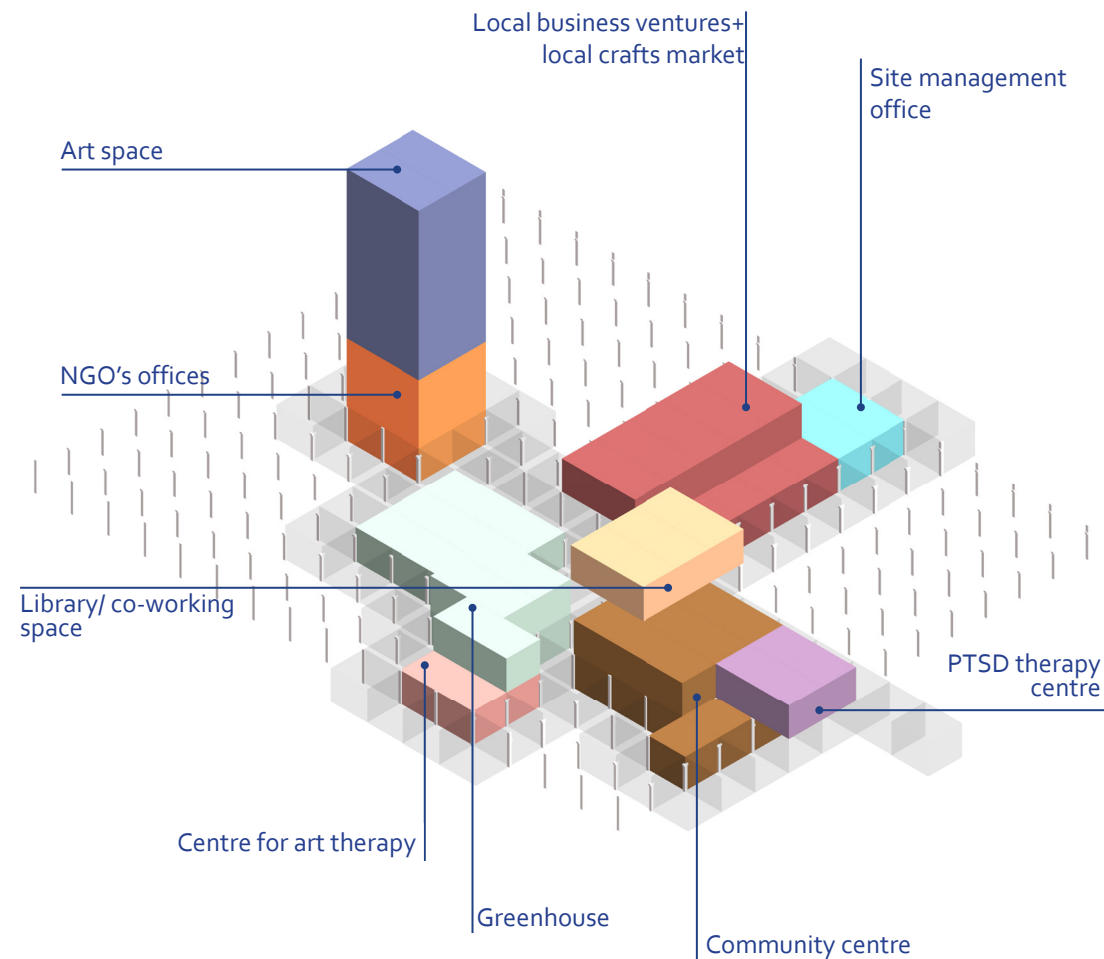 Local business ventures+
local crafts market
Site management
office
Art space
NGO's offices
Library/ co-working
space
PTSD therapy
centre
Centre for art therapy
Greenhouse
Community centre